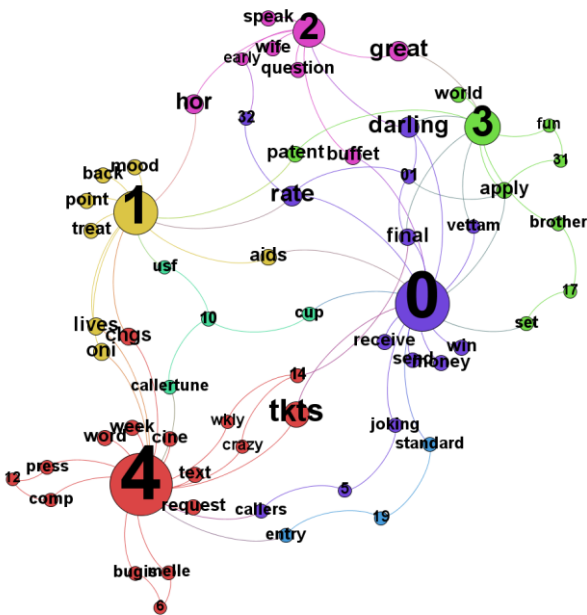 speak
2
wife
early
great
question
world
hor
32
darling
3
fun
patent
buffet
31
mood
back
01
apply
rate
point
1
treat
final
vettam
brother
usf
aids
0
17
10
cup
set
lives
chgs
receive
win
oni
seed
money
14
callertune
tkts
wkly
week
joking
word
cine
crazy
standard
press
text
12
4
comp
request
5
callers
19
entry
bugis
melle
6